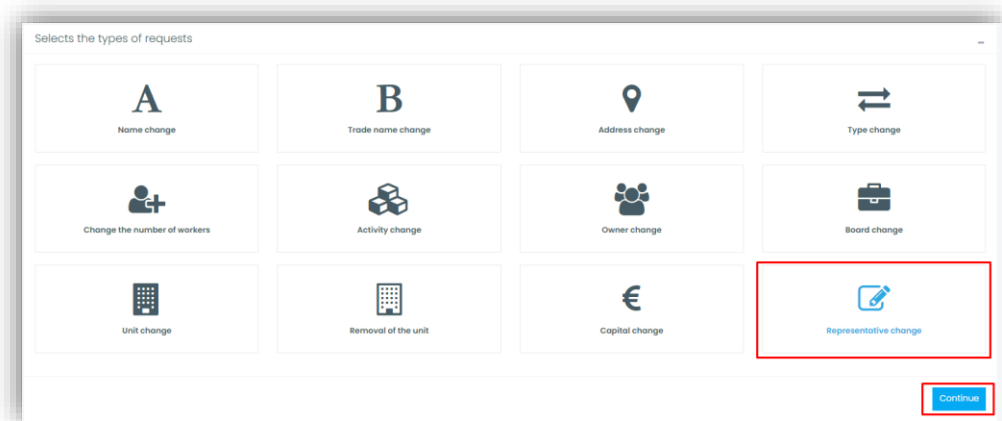 Selects the types of requests
A
Name change
B
Trade name change
Address change
Type change
Change the number of workers
Activity change
Owner change
Board change
Unit change
Removal of the unit
€
Capital change
Representative change
Continue